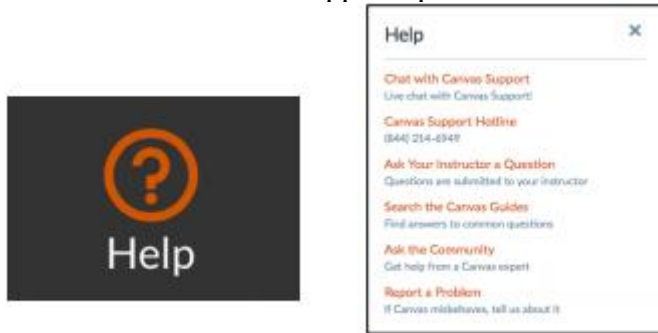 Help
Help
Chat with Canvas Support
Live chat with Canvas Support!
Canvas Support Hotline
(844) 214-6949
Ask Your Instructor a Question
Questions are submitted to your instructor
Search the Canvas Guides
Find answers to common questions
Ask the Community
Get help from a Canvas expert
Report a Problem
If Canvas misbehaves, tell us about it